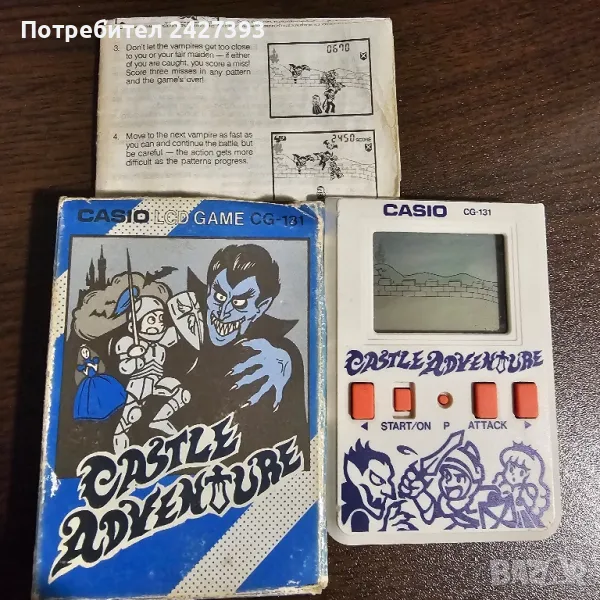 Потребител 2427393
3. Don't let the vampires get too close
to you or your fair maiden — if either
of you are caught, you score a miss!
Score three misses in any pattern
and the game's over!
0670
4. Move to the next vampire as fast as
you can and continue the battle, but
be careful — the action gets more
difficult as the patterns progress.
2450 SCORE
CASIO LCD GAME CG-131
CASTLE
ADVENTURE
CASIO CG-131
CASTLE ADVENTURE
◀ START/ON P ATTACK ▶
BAZAR